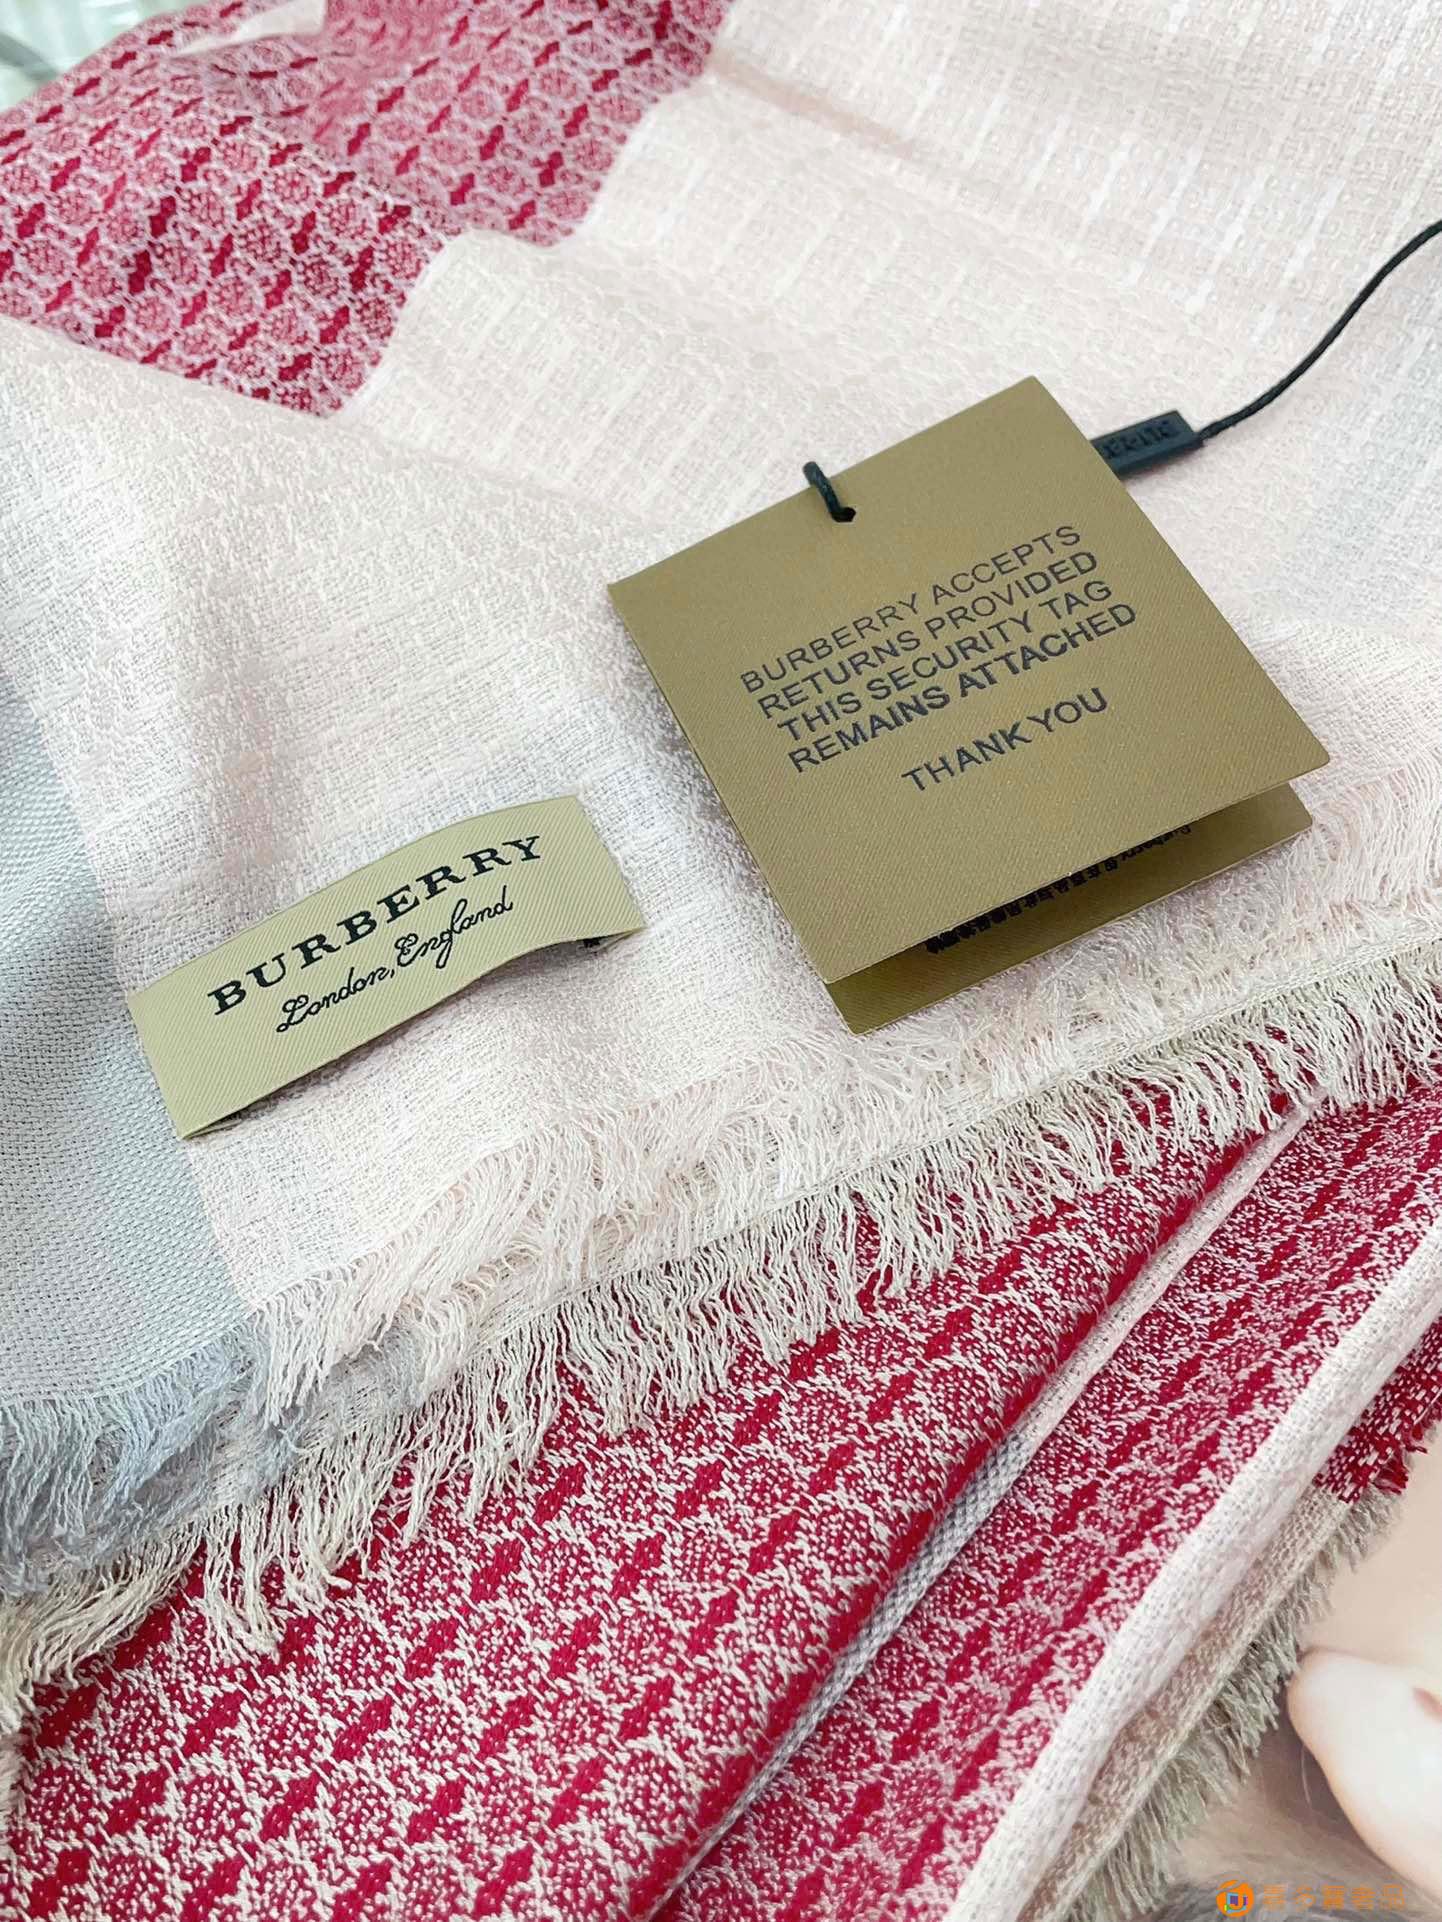 BURBERRY ACCEPTS
RETURNS PROVIDED
THIS SECURITY TAG
REMAINS ATTACHED
THANK YOU
BURBERRY
London, England